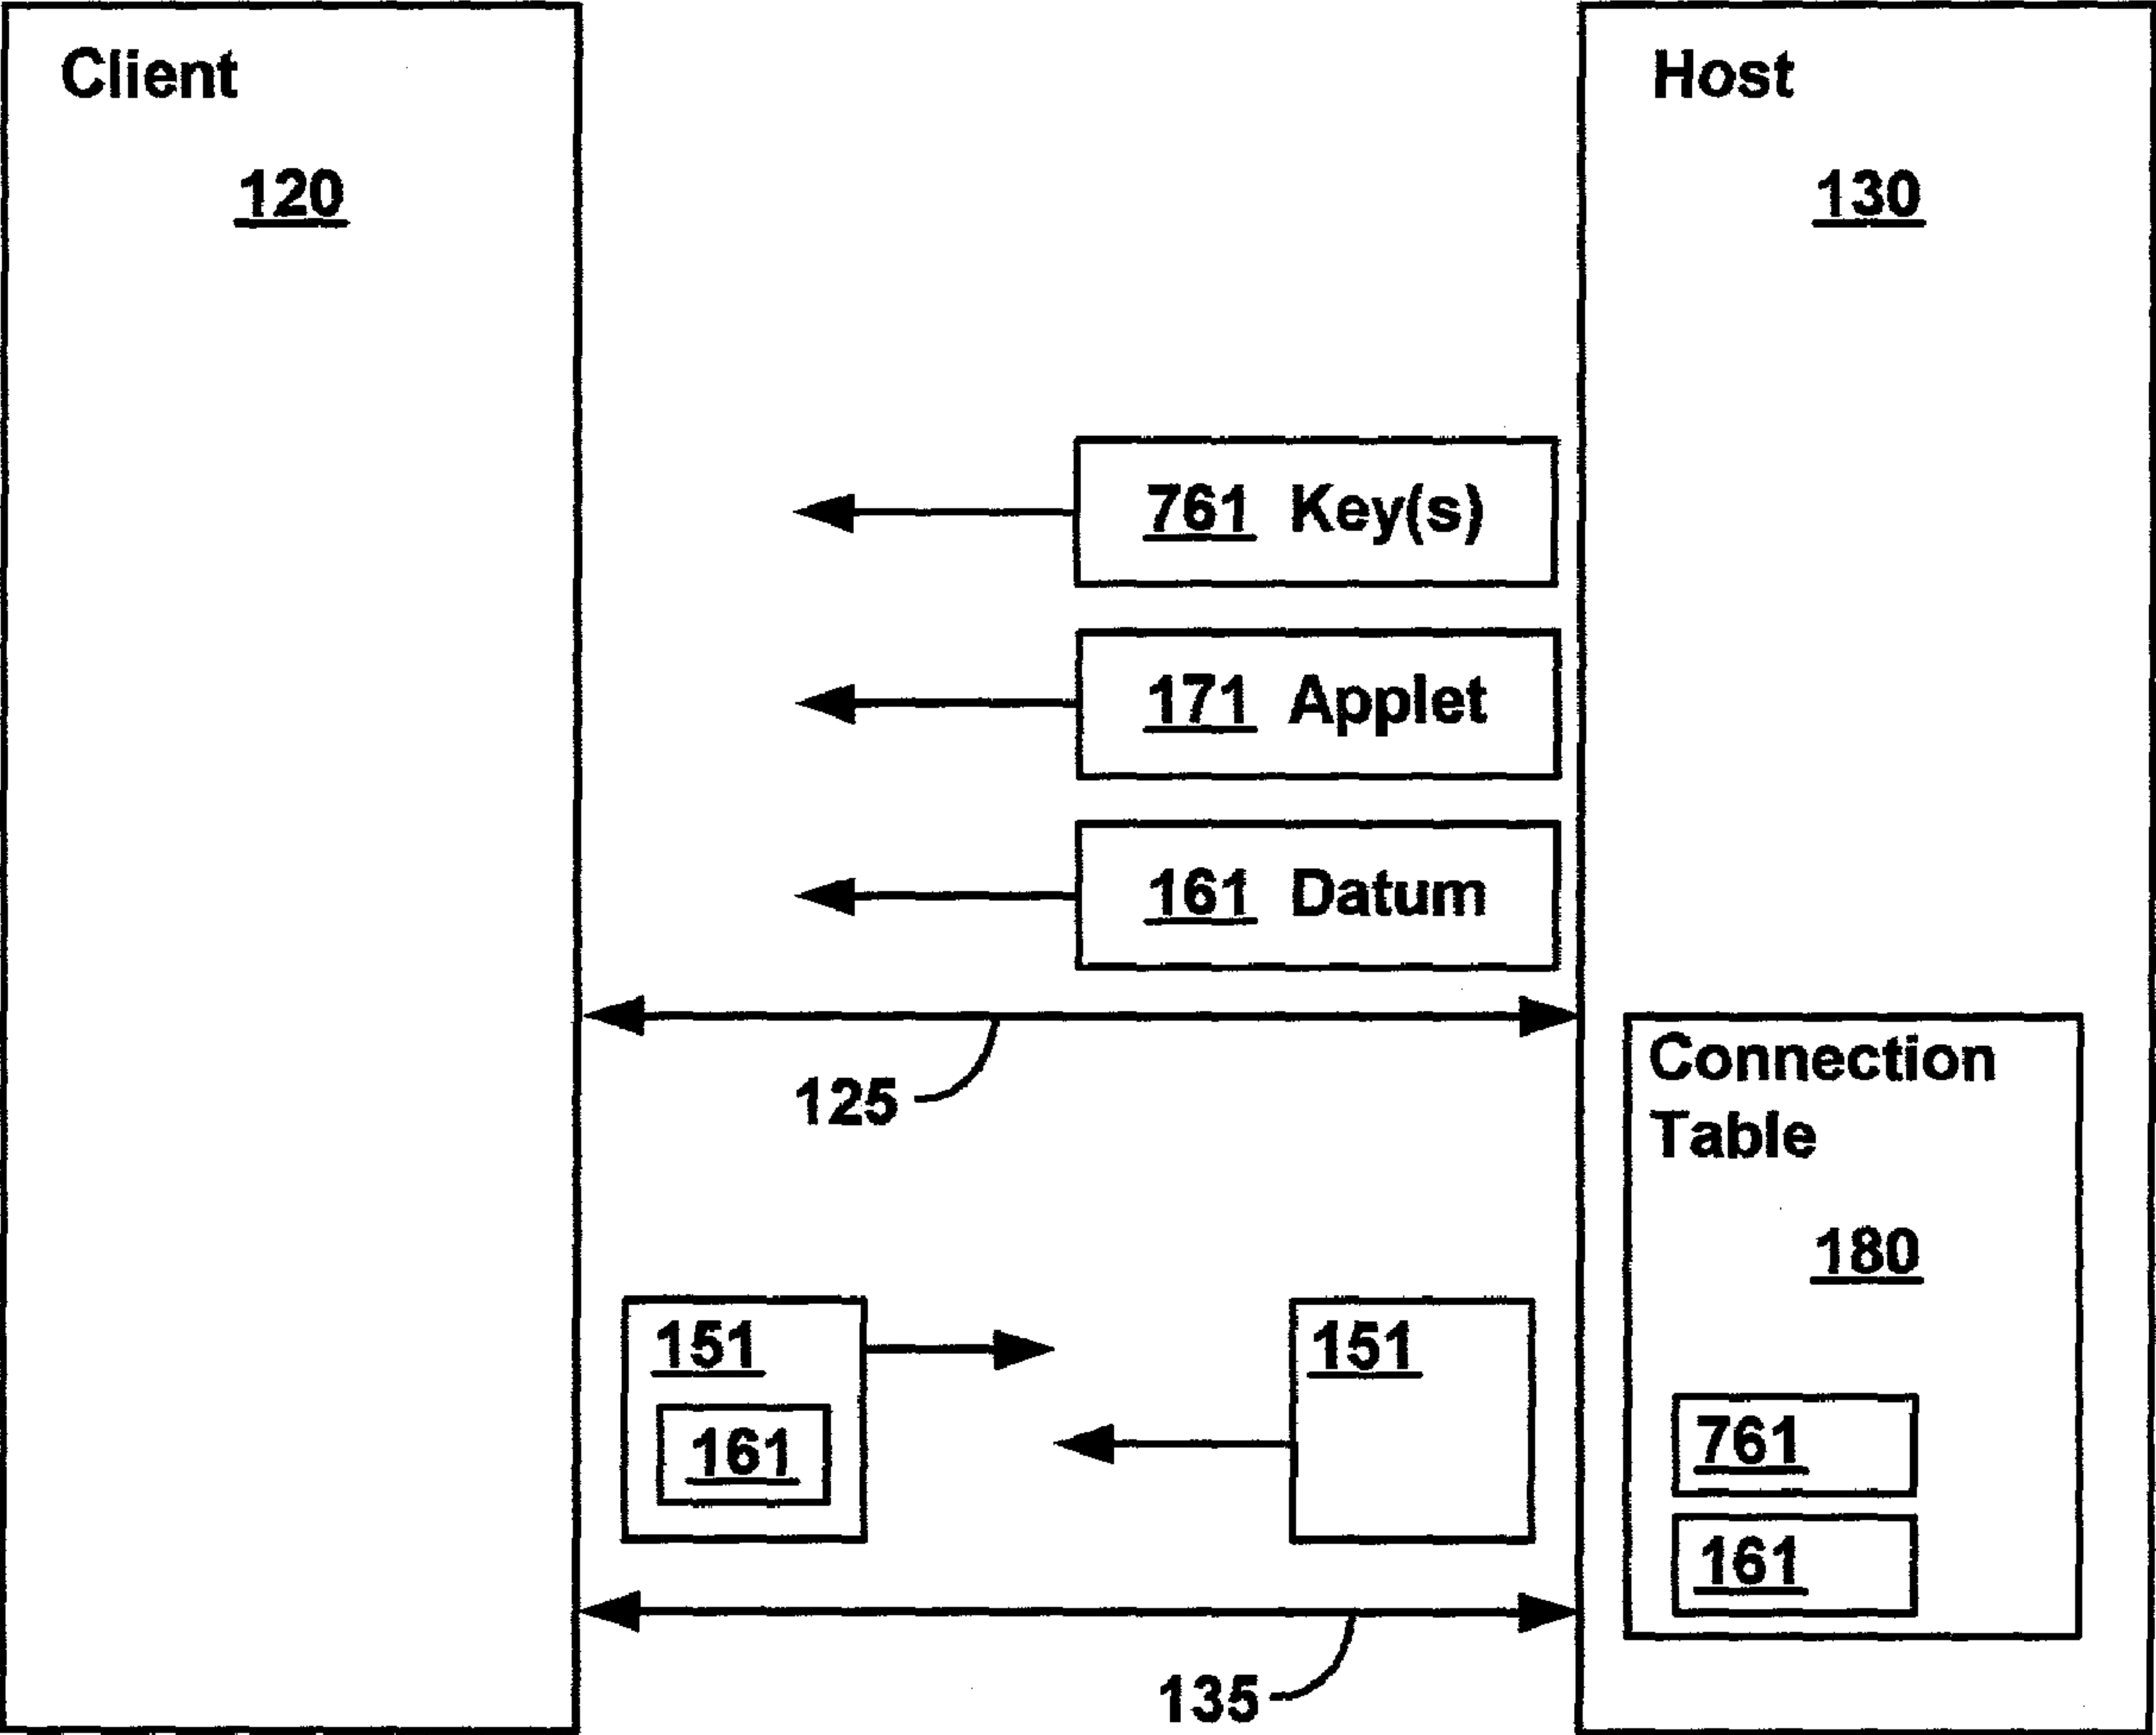 Client
120
Host
130
761 Key(s)
171 Applet
161 Datum
125
Connection
Table
180
151
161
151
761
161
135